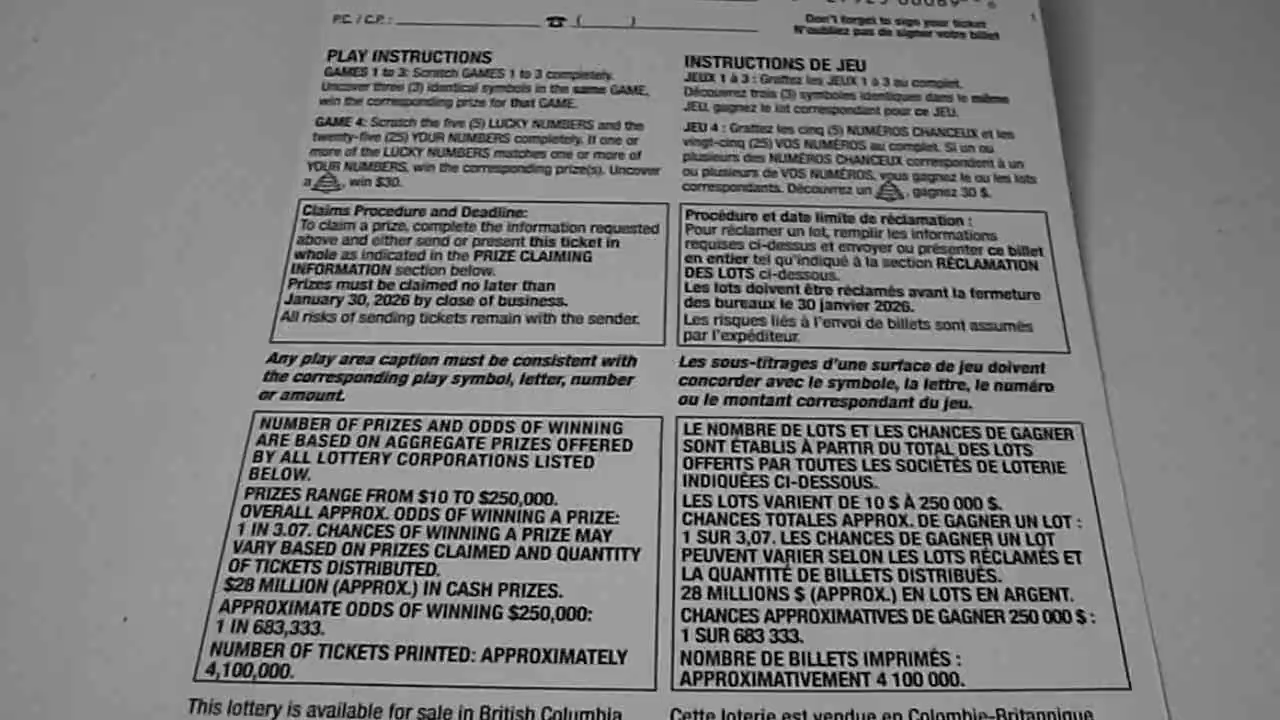 P.C. / C.P.: ☎ ( )
Don't forget to sign your ticket
N'oubliez pas de signer votre billet
PLAY INSTRUCTIONS
GAMES 1 to 3: Scratch GAMES 1 to 3 completely.
Uncover three (3) identical symbols in the same GAME,
win the corresponding prize for that GAME.
GAME 4: Scratch the five (5) LUCKY NUMBERS and the
twenty-five (25) YOUR NUMBERS completely. If one or
more of the LUCKY NUMBERS matches one or more of
YOUR NUMBERS, win the corresponding prize(s). Uncover
a , win $30.
Claims Procedure and Deadline:
To claim a prize, complete the information requested
above and either send or present this ticket in
whole as indicated in the PRIZE CLAIMING
INFORMATION section below.
Prizes must be claimed no later than
January 30, 2026 by close of business.
All risks of sending tickets remain with the sender.
Any play area caption must be consistent with
the corresponding play symbol, letter, number
or amount.
NUMBER OF PRIZES AND ODDS OF WINNING
ARE BASED ON AGGREGATE PRIZES OFFERED
BY ALL LOTTERY CORPORATIONS LISTED
BELOW.
PRIZES RANGE FROM $10 TO $250,000.
OVERALL APPROX. ODDS OF WINNING A PRIZE:
1 IN 3.07. CHANCES OF WINNING A PRIZE MAY
VARY BASED ON PRIZES CLAIMED AND QUANTITY
OF TICKETS DISTRIBUTED.
$28 MILLION (APPROX.) IN CASH PRIZES.
APPROXIMATE ODDS OF WINNING $250,000:
1 IN 683,333.
NUMBER OF TICKETS PRINTED: APPROXIMATELY
4,100,000.
This lottery is available for sale in British Columbia
INSTRUCTIONS DE JEU
JEUX 1 à 3 : Grattez les JEUX 1 à 3 au complet.
Découvrez trois (3) symboles identiques dans le même
JEU, gagnez le lot correspondant pour ce JEU.
JEU 4 : Grattez les cinq (5) NUMÉROS CHANCEUX et les
vingt-cinq (25) VOS NUMÉROS au complet. Si un ou
plusieurs des NUMÉROS CHANCEUX correspondent à un
ou plusieurs de VOS NUMÉROS, vous gagnez le ou les lots
correspondants. Découvrez un , gagnez 30 $.
Procédure et date limite de réclamation :
Pour réclamer un lot, remplir les informations
requises ci-dessus et envoyer ou présenter ce billet
en entier tel qu'indiqué à la section RÉCLAMATION
DES LOTS ci-dessous.
Les lots doivent être réclamés avant la fermeture
des bureaux le 30 janvier 2026.
Les risques liés à l'envoi de billets sont assumés
par l'expéditeur.
Les sous-titrages d'une surface de jeu doivent
concorder avec le symbole, la lettre, le numéro
ou le montant correspondant du jeu.
LE NOMBRE DE LOTS ET LES CHANCES DE GAGNER
SONT ÉTABLIS À PARTIR DU TOTAL DES LOTS
OFFERTS PAR TOUTES LES SOCIÉTÉS DE LOTERIE
INDIQUÉES CI-DESSOUS.
LES LOTS VARIENT DE 10 $ À 250 000 $.
CHANCES TOTALES APPROX. DE GAGNER UN LOT :
1 SUR 3,07. LES CHANCES DE GAGNER UN LOT
PEUVENT VARIER SELON LES LOTS RÉCLAMÉS ET
LA QUANTITÉ DE BILLETS DISTRIBUÉS.
28 MILLIONS $ (APPROX.) EN LOTS EN ARGENT.
CHANCES APPROXIMATIVES DE GAGNER 250 000 $ :
1 SUR 683 333.
NOMBRE DE BILLETS IMPRIMÉS :
APPROXIMATIVEMENT 4 100 000.
Cette loterie est vendue en Colombie-Britannique